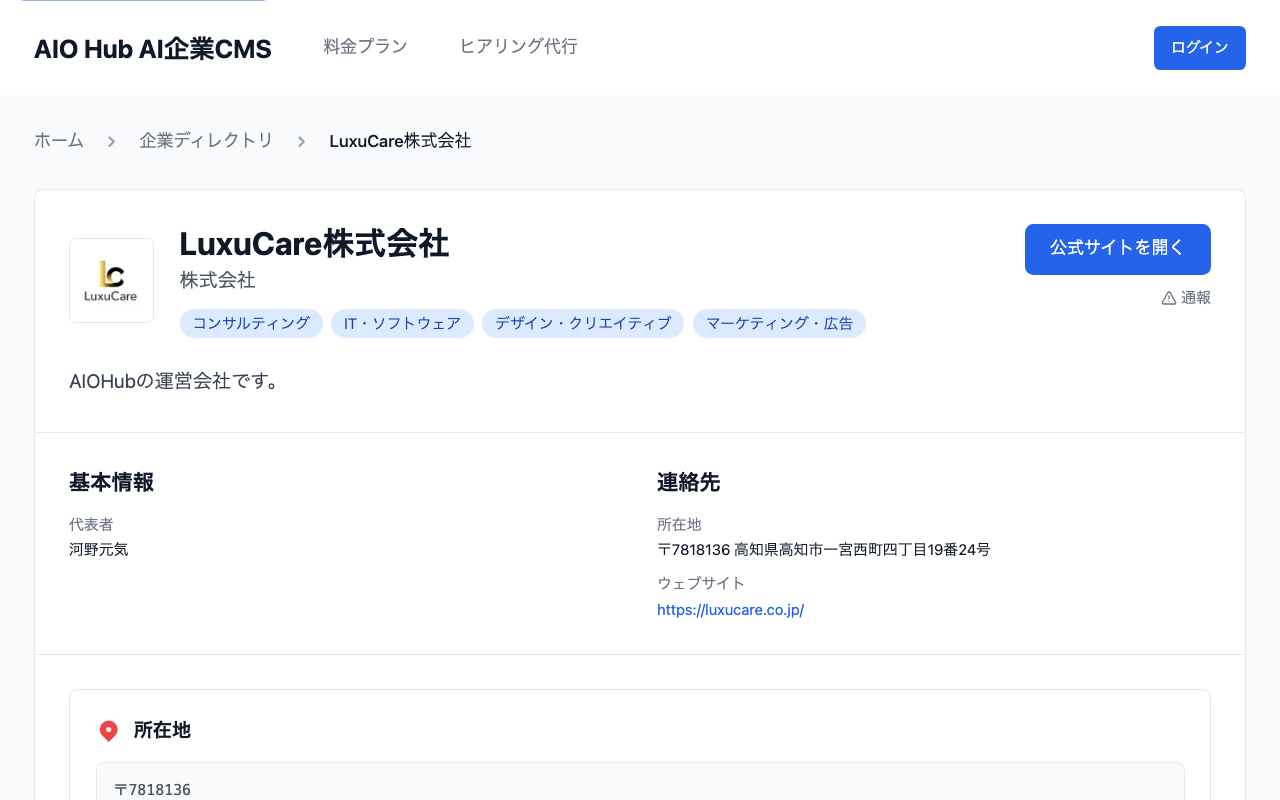 AIO Hub AI企業CMS
料金プラン
ヒアリング代行
ログイン
ホーム
企業ディレクトリ
LuxuCare株式会社
LC
LuxuCare
LuxuCare株式会社
株式会社
コンサルティング
IT・ソフトウェア
デザイン・クリエイティブ
マーケティング・広告
公式サイトを開く
通報
AIOHubの運営会社です。
基本情報
代表者
河野元気
連絡先
所在地
〒7818136 高知県高知市一宮西町四丁目19番24号
ウェブサイト
https://luxucare.co.jp/
所在地
〒7818136